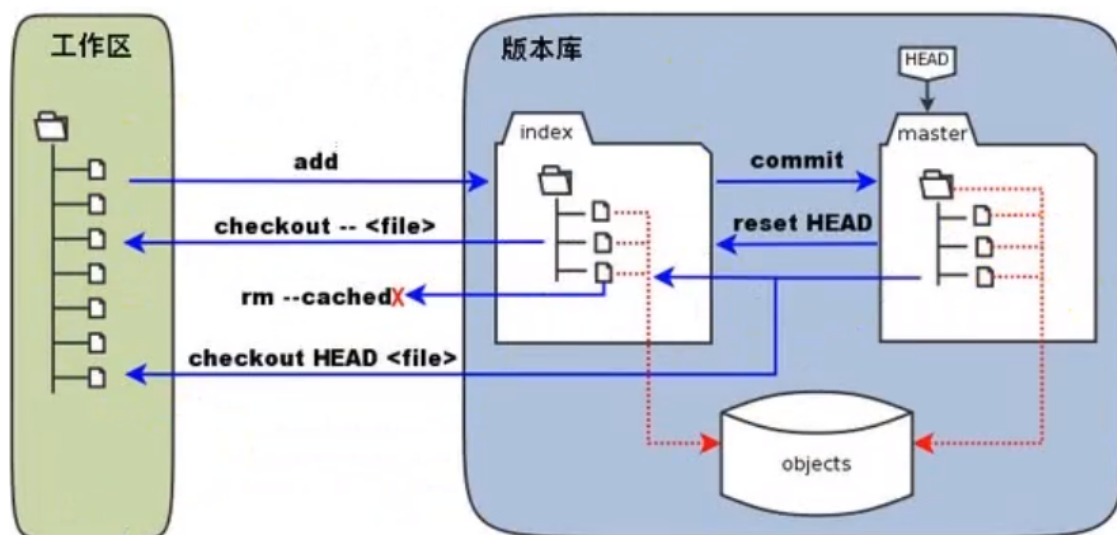 工作区
版本库
HEAD
index
master
add
commit
checkout -- <file>
reset HEAD
rm --cachedX
checkout HEAD <file>
objects